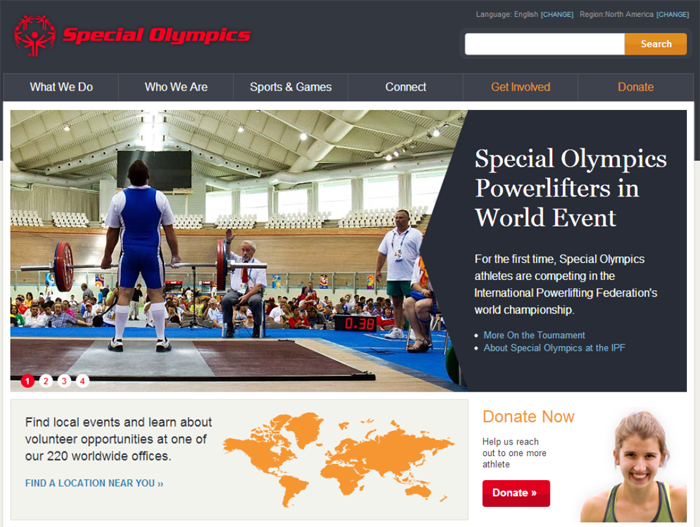 Language: English [CHANGE] Region:North America [CHANGE]
Special Olympics
Search
What We Do Who We Are Sports & Games Connect Get Involved Donate
Special Olympics
Powerlifters in
World Event
For the first time, Special Olympics
athletes are competing in the
International Powerlifting Federation's
world championship.
More On the Tournament
About Special Olympics at the IPF
0.38
1 2 3 4
Find local events and learn about
volunteer opportunities at one of
our 220 worldwide offices.
FIND A LOCATION NEAR YOU ››
Donate Now
Help us reach
out to one more
athlete
Donate »